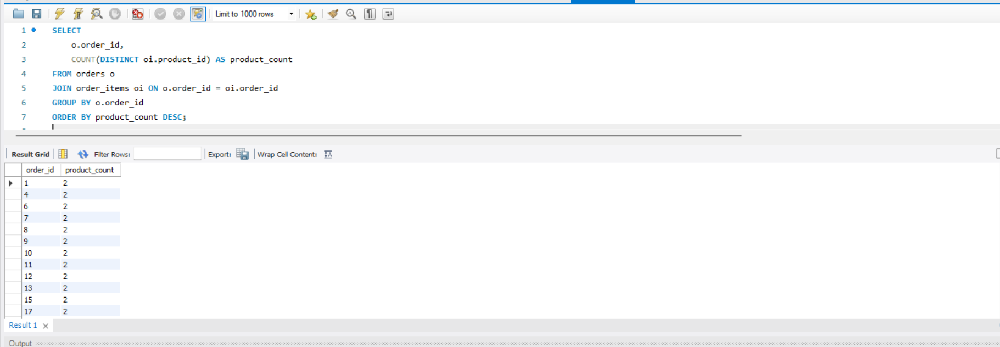 Limit to 1000 rows
1 SELECT
2 o.order_id,
3 COUNT(DISTINCT oi.product_id) AS product_count
4 FROM orders o
5 JOIN order_items oi ON o.order_id = oi.order_id
6 GROUP BY o.order_id
7 ORDER BY product_count DESC;
Result Grid Filter Rows: Export: Wrap Cell Content:
order_id product_count
1 2
4 2
6 2
7 2
8 2
9 2
10 2
11 2
12 2
13 2
15 2
17 2
Result 1
Output